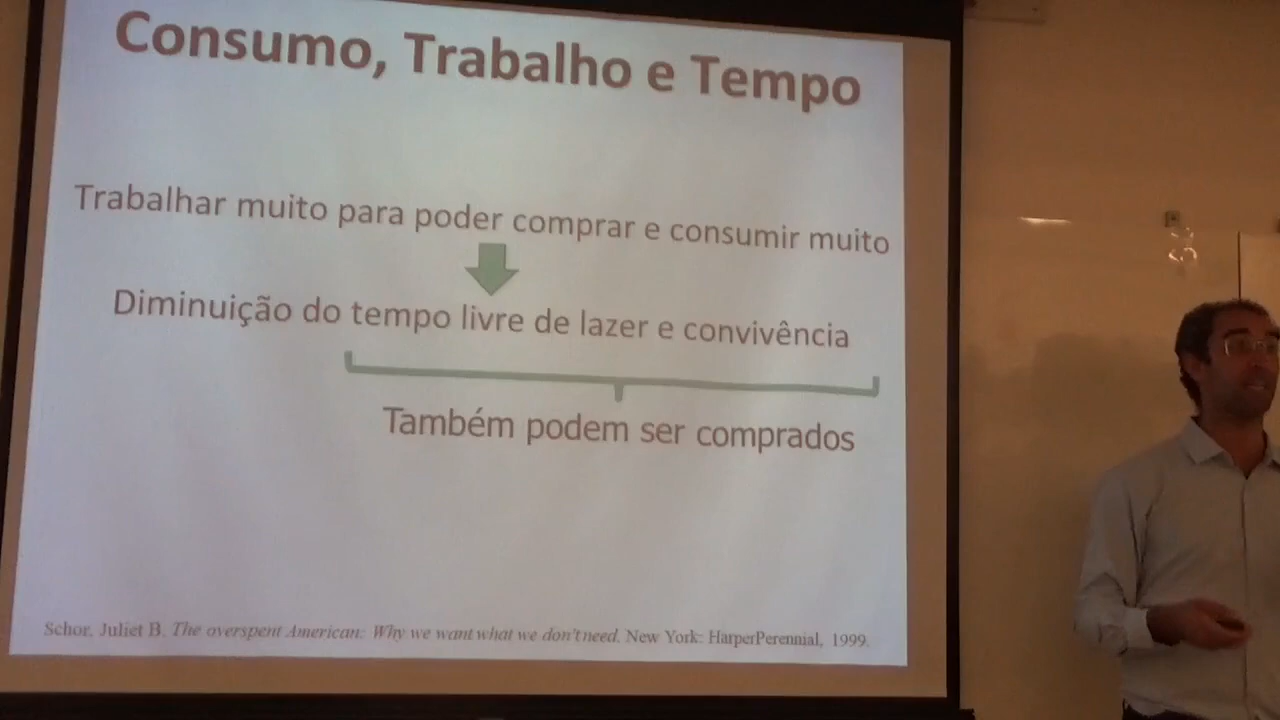 Consumo, Trabalho e Tempo
Trabalhar muito para poder comprar e consumir muito
Diminuição do tempo livre de lazer e convivência
Também podem ser comprados
Schor, Juliet B. The overspent American: Why we want what we don't need. New York: HarperPerennial, 1999.